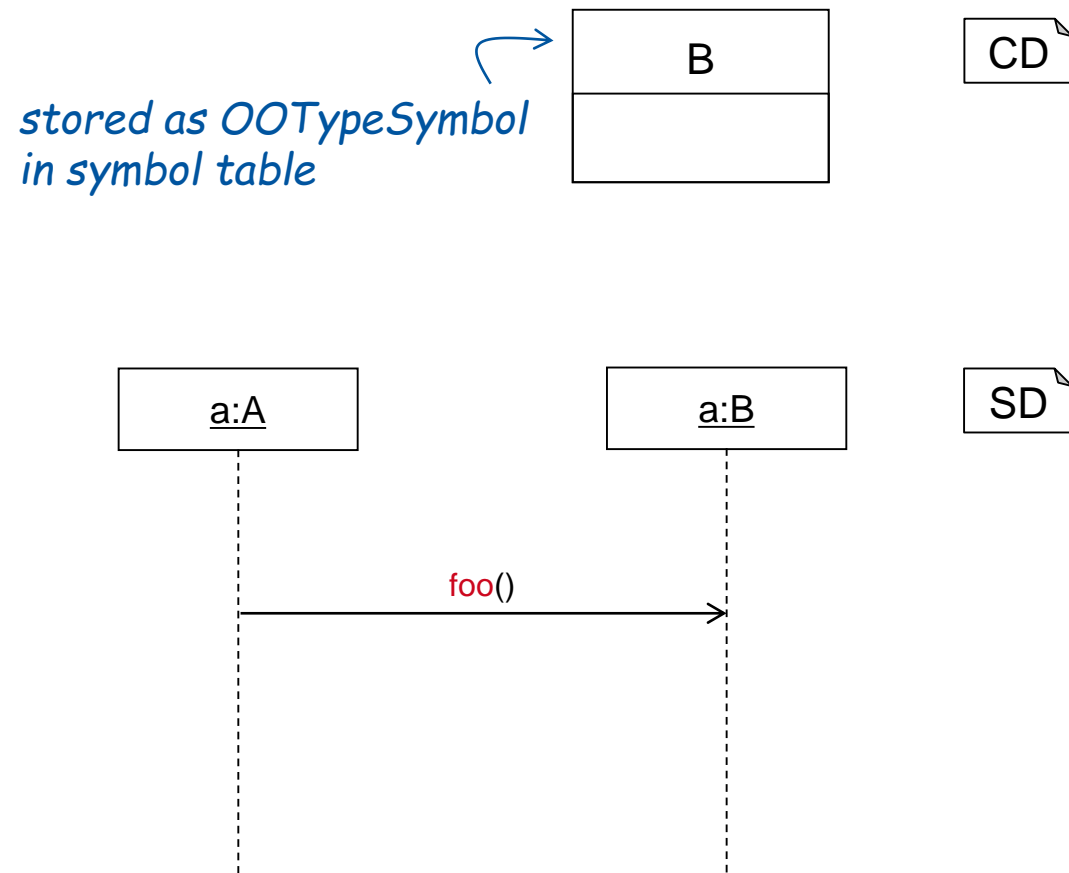 B
CD
stored as OOTypeSymbol
in symbol table
a:A
a:B
SD
foo()